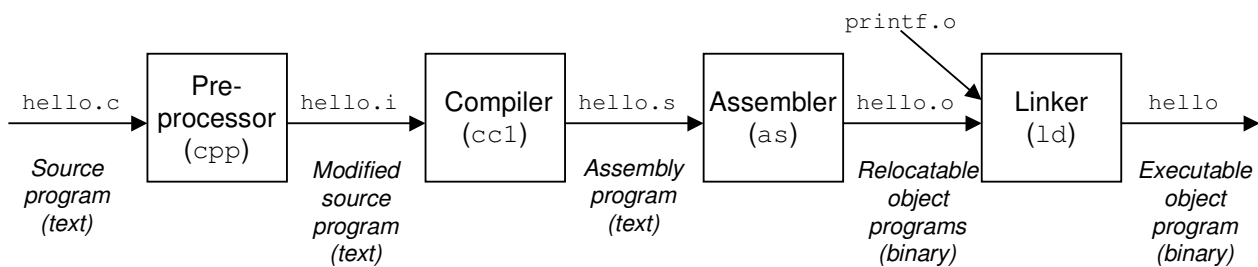 printf.o
hello.c
Pre-
processor
(cpp)
hello.i
Compiler
(cc1)
hello.s
Assembler
(as)
hello.o
Linker
(ld)
hello
Source
program
(text)
Modified
source
program
(text)
Assembly
program
(text)
Relocatable
object
programs
(binary)
Executable
object
program
(binary)